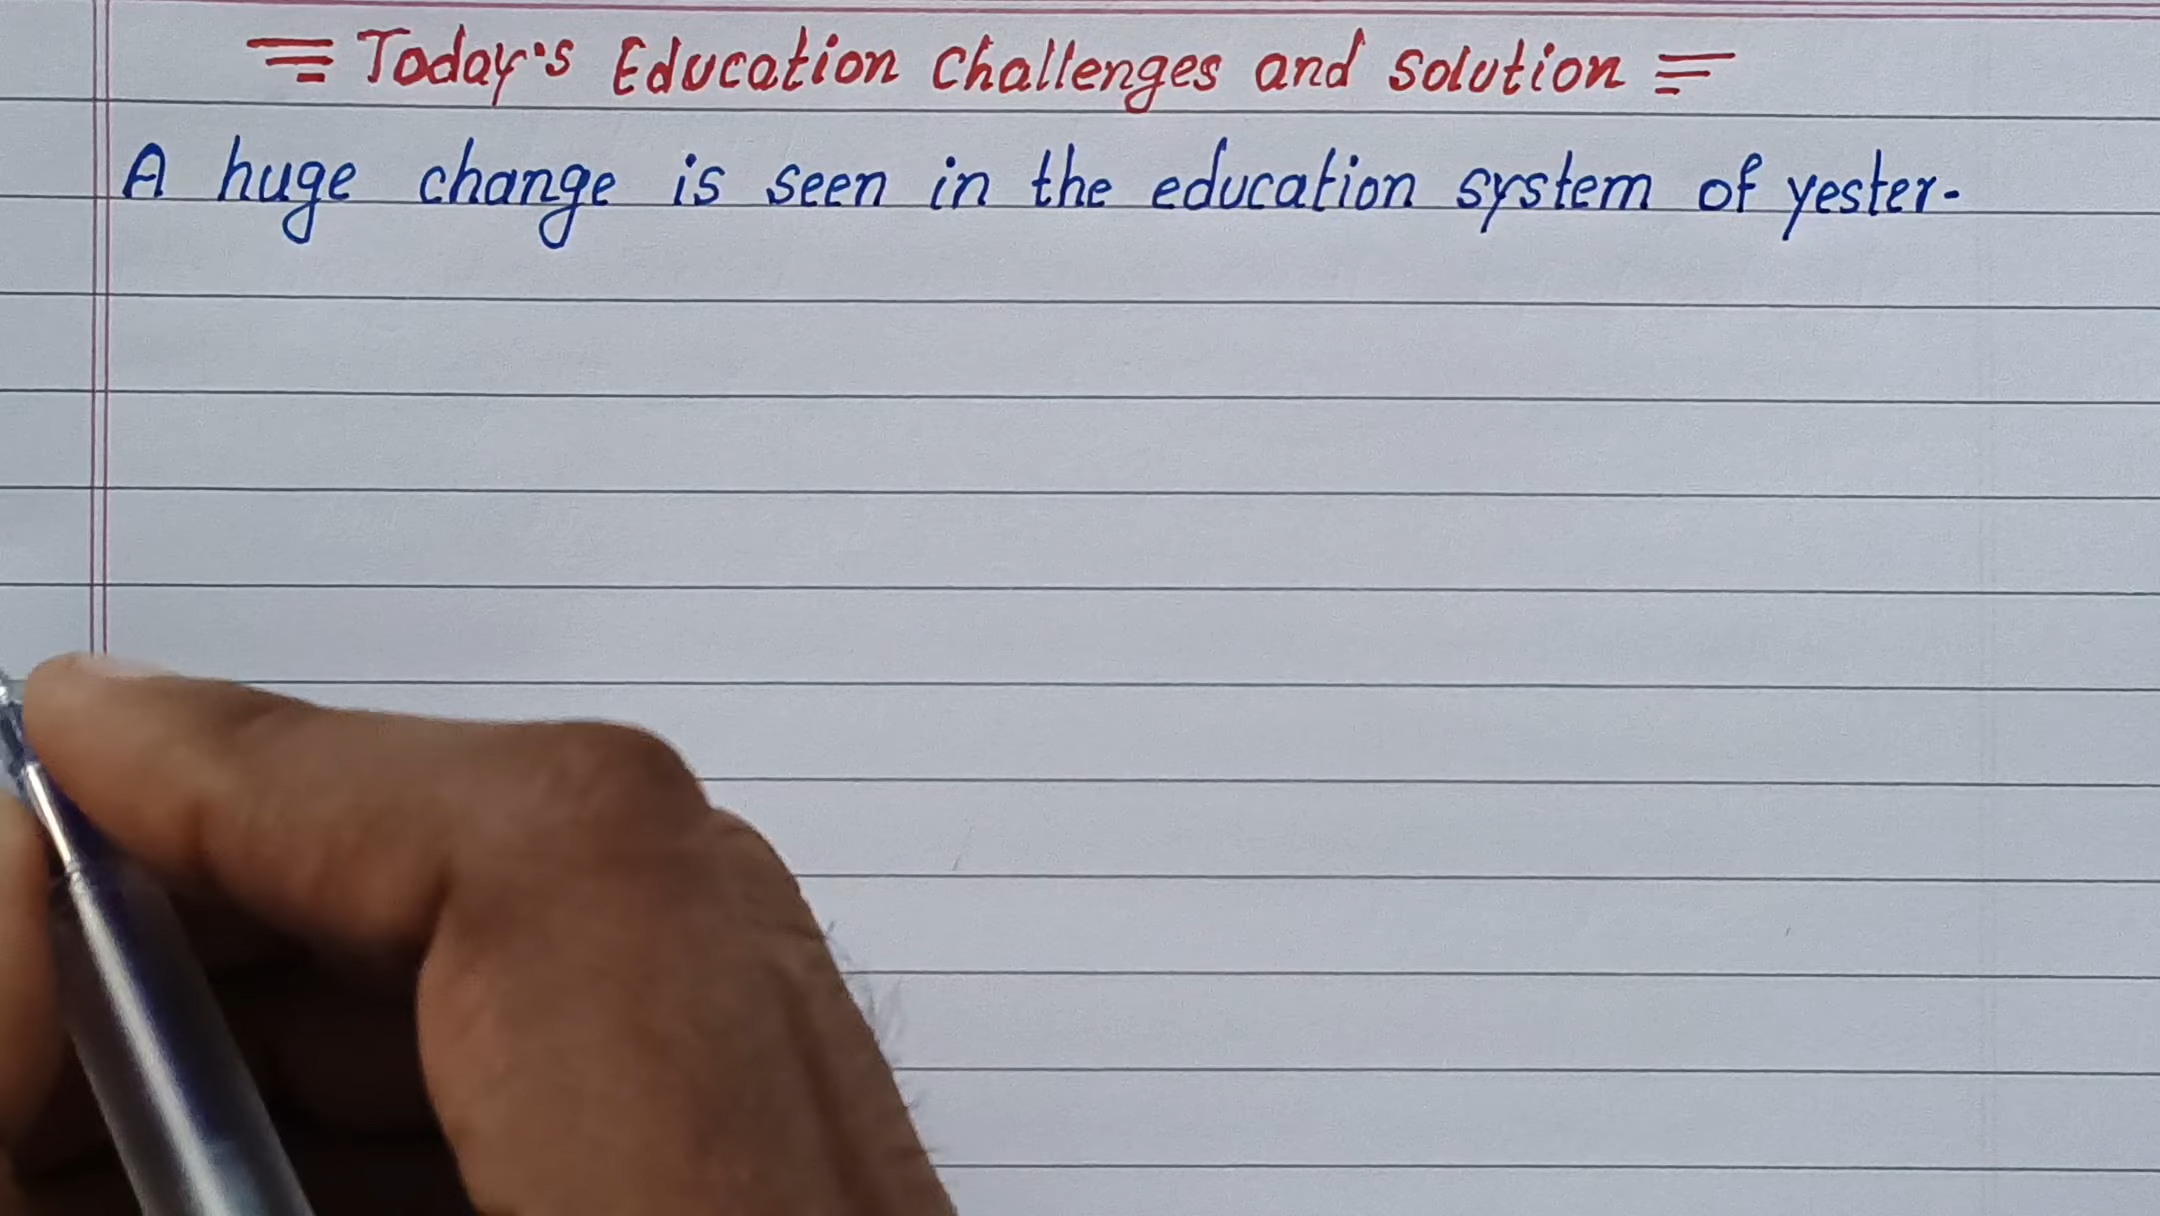 Today's Education Challenges and Solution
A huge change is seen in the education system of yester-